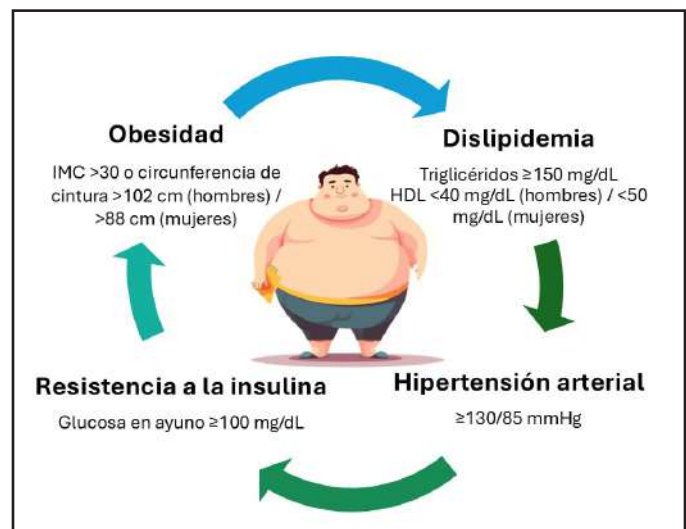 Obesidad
IMC >30 o circunferencia de
cintura >102 cm (hombres) /
>88 cm (mujeres)
Dislipidemia
Triglicéridos ≥150 mg/dL
HDL <40 mg/dL (hombres) / <50
mg/dL (mujeres)
Resistencia a la insulina
Glucosa en ayuno ≥100 mg/dL
Hipertensión arterial
≥130/85 mmHg